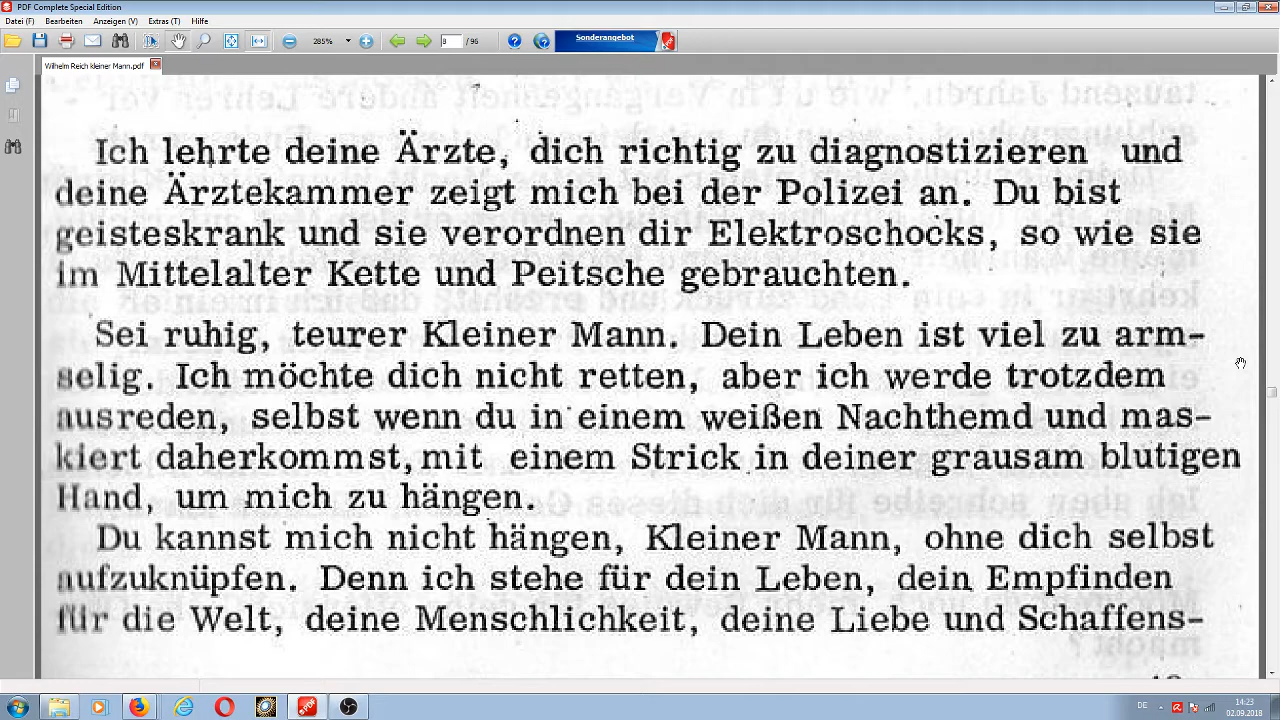 PDF Complete Special Edition
Datei (F) Bearbeiten Anzeigen (V) Extras (T) Hilfe
285% 8 / 95 Sonderangebot
Wilhelm Reich kleiner Mann.pdf
Ich lehrte deine Ärzte, dich richtig zu diagnostizieren und
deine Ärztekammer zeigt mich bei der Polizei an. Du bist
geisteskrank und sie verordnen dir Elektroschocks, so wie sie
im Mittelalter Kette und Peitsche gebrauchten.
Sei ruhig, teurer Kleiner Mann. Dein Leben ist viel zu arm-
selig. Ich möchte dich nicht retten, aber ich werde trotzdem
ausreden, selbst wenn du in einem weißen Nachthemd und mas-
kiert daherkommst, mit einem Strick in deiner grausam blutigen
Hand, um mich zu hängen.
Du kannst mich nicht hängen, Kleiner Mann, ohne dich selbst
aufzuknüpfen. Denn ich stehe für dein Leben, dein Empfinden
für die Welt, deine Menschlichkeit, deine Liebe und Schaffens-
DE 14:23
02.09.2018